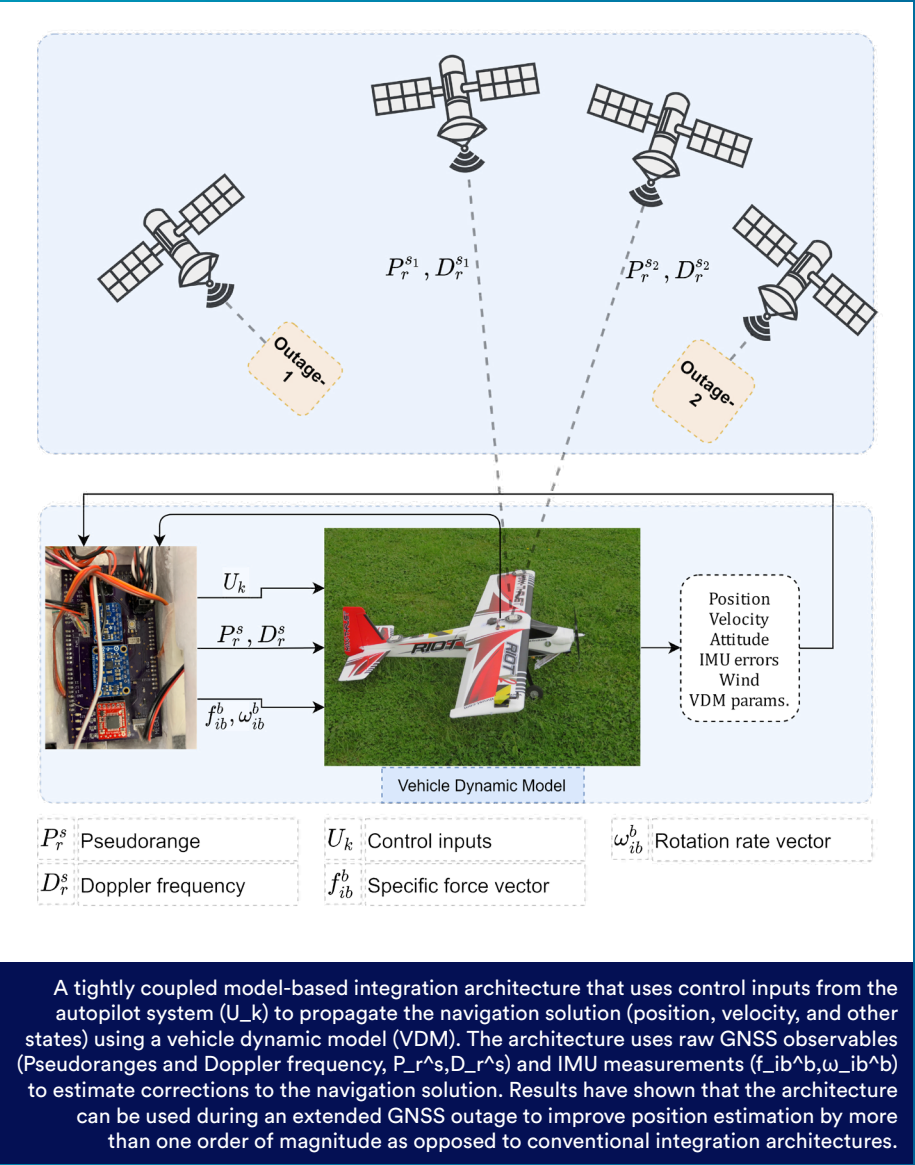 P_r^{s_1}, D_r^{s_1}
P_r^{s_2}, D_r^{s_2}
Outage-
1
Outage-
2
U_k
P_r^s, D_r^s
f_{ib}^b, ω_{ib}^b
RIOT
RIOT
Position
Velocity
Attitude
IMU errors
Wind
VDM params.
Vehicle Dynamic Model
P_r^s Pseudorange
U_k Control inputs
ω_{ib}^b Rotation rate vector
D_r^s Doppler frequency
f_{ib}^b Specific force vector
A tightly coupled model-based integration architecture that uses control inputs from the
autopilot system (U_k) to propagate the navigation solution (position, velocity, and other
states) using a vehicle dynamic model (VDM). The architecture uses raw GNSS observables
(Pseudoranges and Doppler frequency, P_r^s,D_r^s) and IMU measurements (f_ib^b,ω_ib^b)
to estimate corrections to the navigation solution. Results have shown that the architecture
can be used during an extended GNSS outage to improve position estimation by more
than one order of magnitude as opposed to conventional integration architectures.